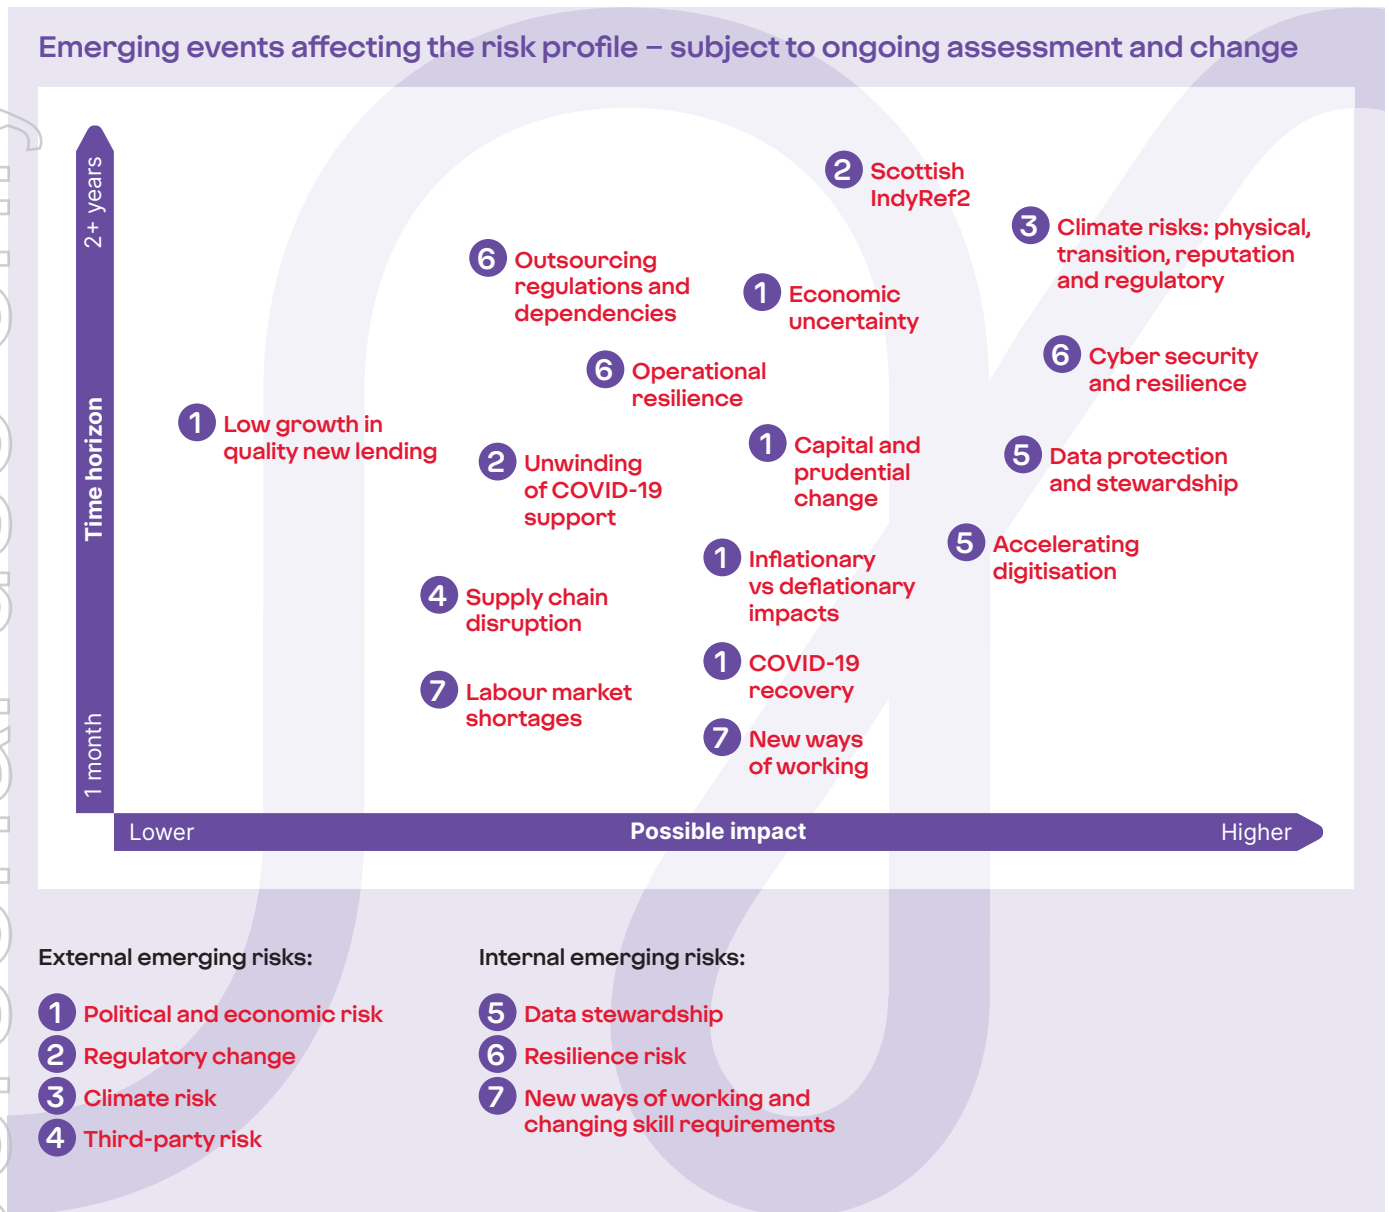 Emerging events affecting the risk profile – subject to ongoing assessment and change
2+ years
Time horizon
1 month
2 Scottish
IndyRef2
3 Climate risks: physical,
transition, reputation
and regulatory
6 Outsourcing
regulations and
dependencies
1 Economic
uncertainty
6 Cyber security
and resilience
6 Operational
resilience
1 Low growth in
quality new lending
2 Unwinding
of COVID-19
support
1 Capital and
prudential
change
5 Data protection
and stewardship
5 Accelerating
digitisation
1 Inflationary
vs deflationary
impacts
4 Supply chain
disruption
1 COVID-19
recovery
7 Labour market
shortages
7 New ways
of working
Lower
Possible impact
Higher
External emerging risks:
1 Political and economic risk
2 Regulatory change
3 Climate risk
4 Third-party risk
Internal emerging risks:
5 Data stewardship
6 Resilience risk
7 New ways of working and
changing skill requirements